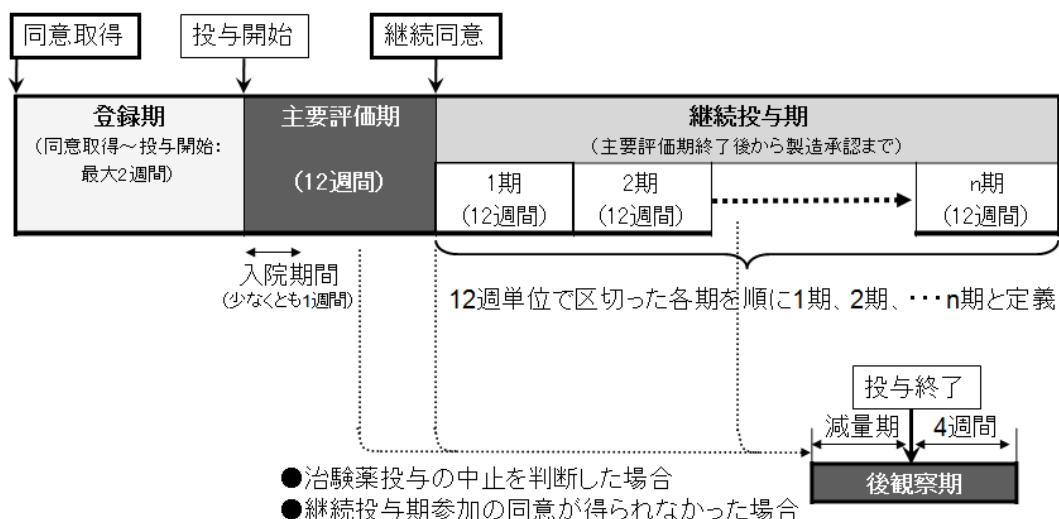 同意取得
投与開始
継続同意
登録期
(同意取得~投与開始:
最大2週間)
主要評価期
(12週間)
継続投与期
(主要評価期終了後から製造承認まで)
1期
(12週間)
2期
(12週間)
n期
(12週間)
入院期間
(少なくとも1週間)
12週単位で区切った各期を順に1期、2期、・・・n期と定義
投与終了
減量期
4週間
後観察期
●治験薬投与の中止を判断した場合
●継続投与期参加の同意が得られなかった場合